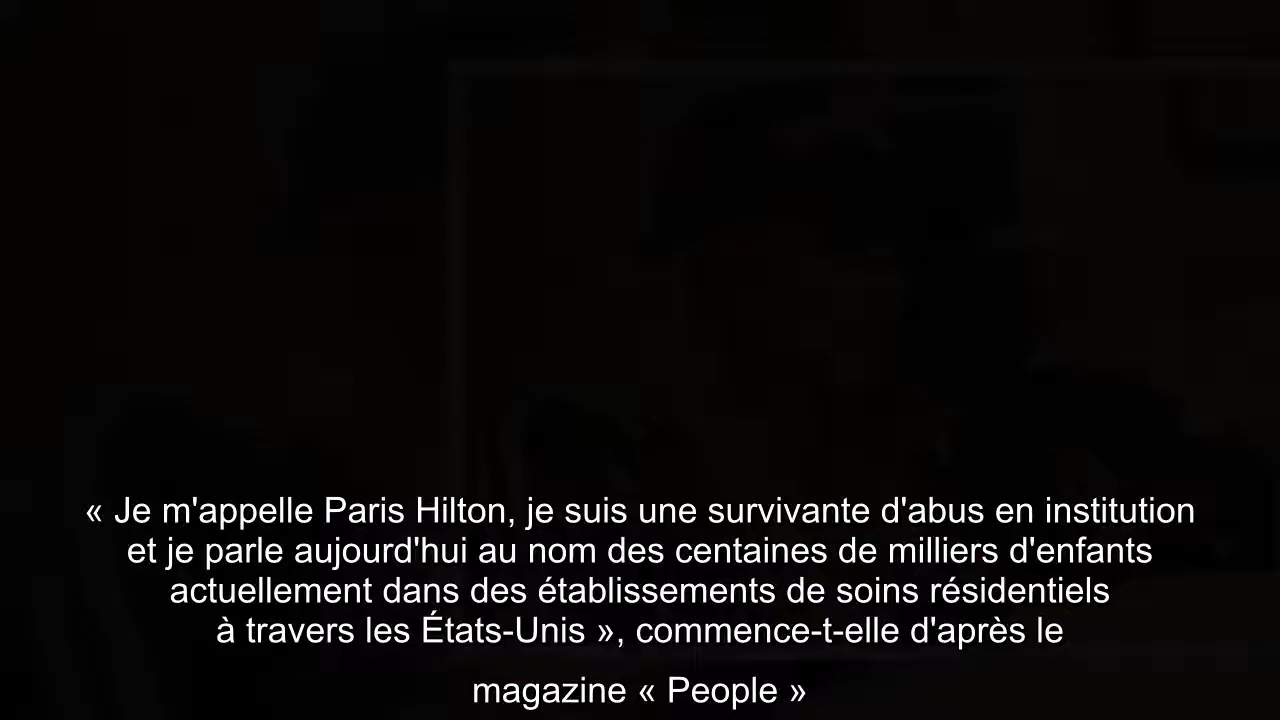 « Je m'appelle Paris Hilton, je suis une survivante d'abus en institution
et je parle aujourd'hui au nom des centaines de milliers d'enfants
actuellement dans des établissements de soins résidentiels
à travers les États-Unis », commence-t-elle d'après le
magazine « People »